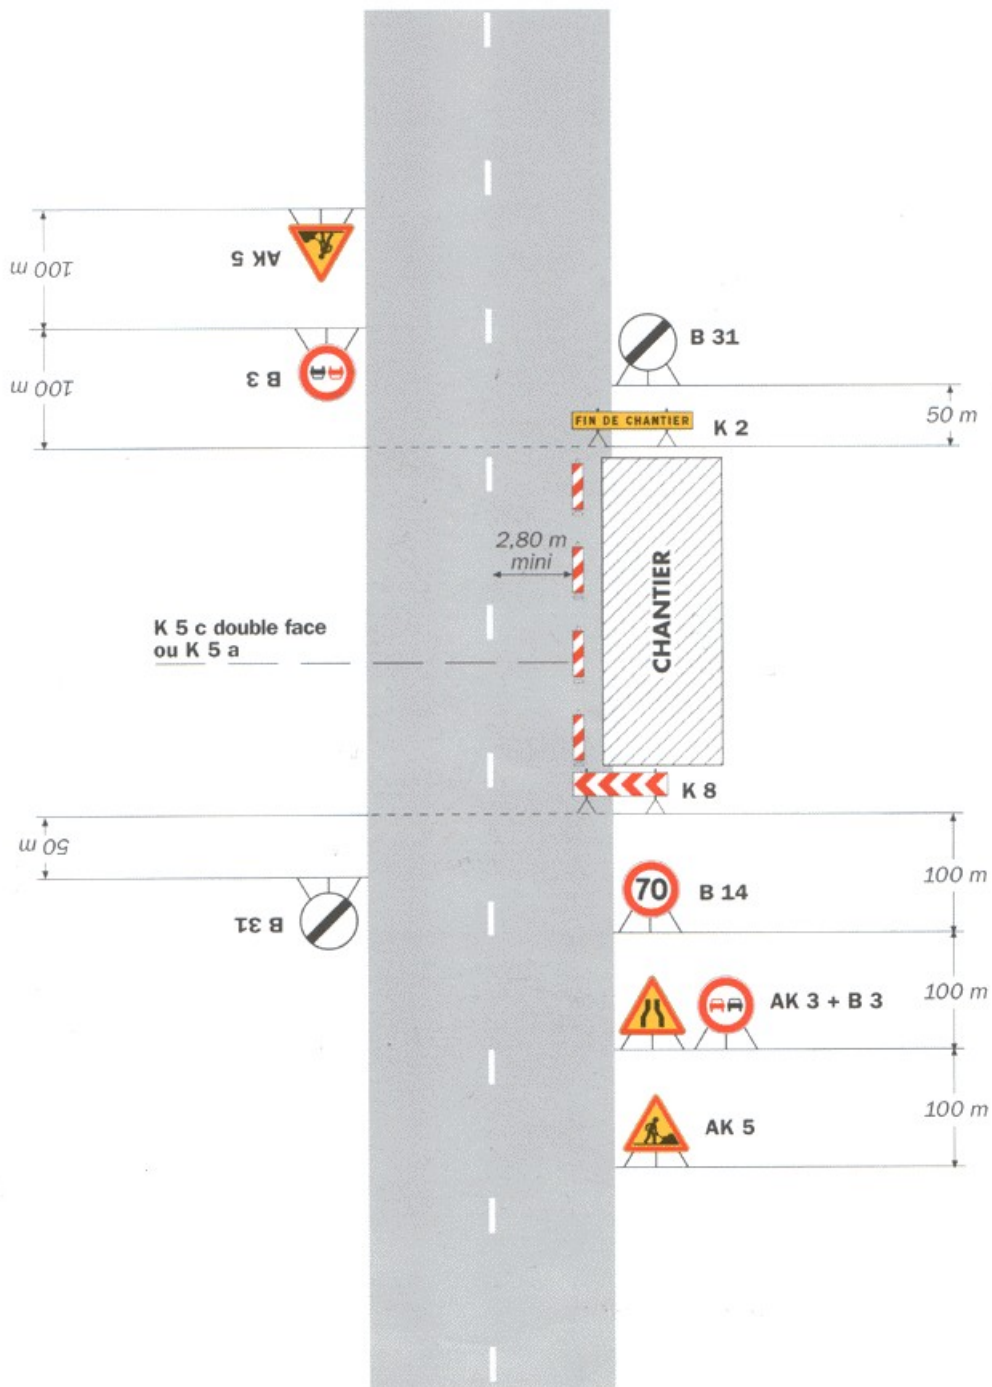 AK 5
100 m
B 3
100 m
B 31
50 m
FIN DE CHANTIER
K 2
2,80 m
mini
CHANTIER
K 5 c double face
ou K 5 a
K 8
50 m
B 31
70
B 14
100 m
AK 3 + B 3
100 m
AK 5
100 m